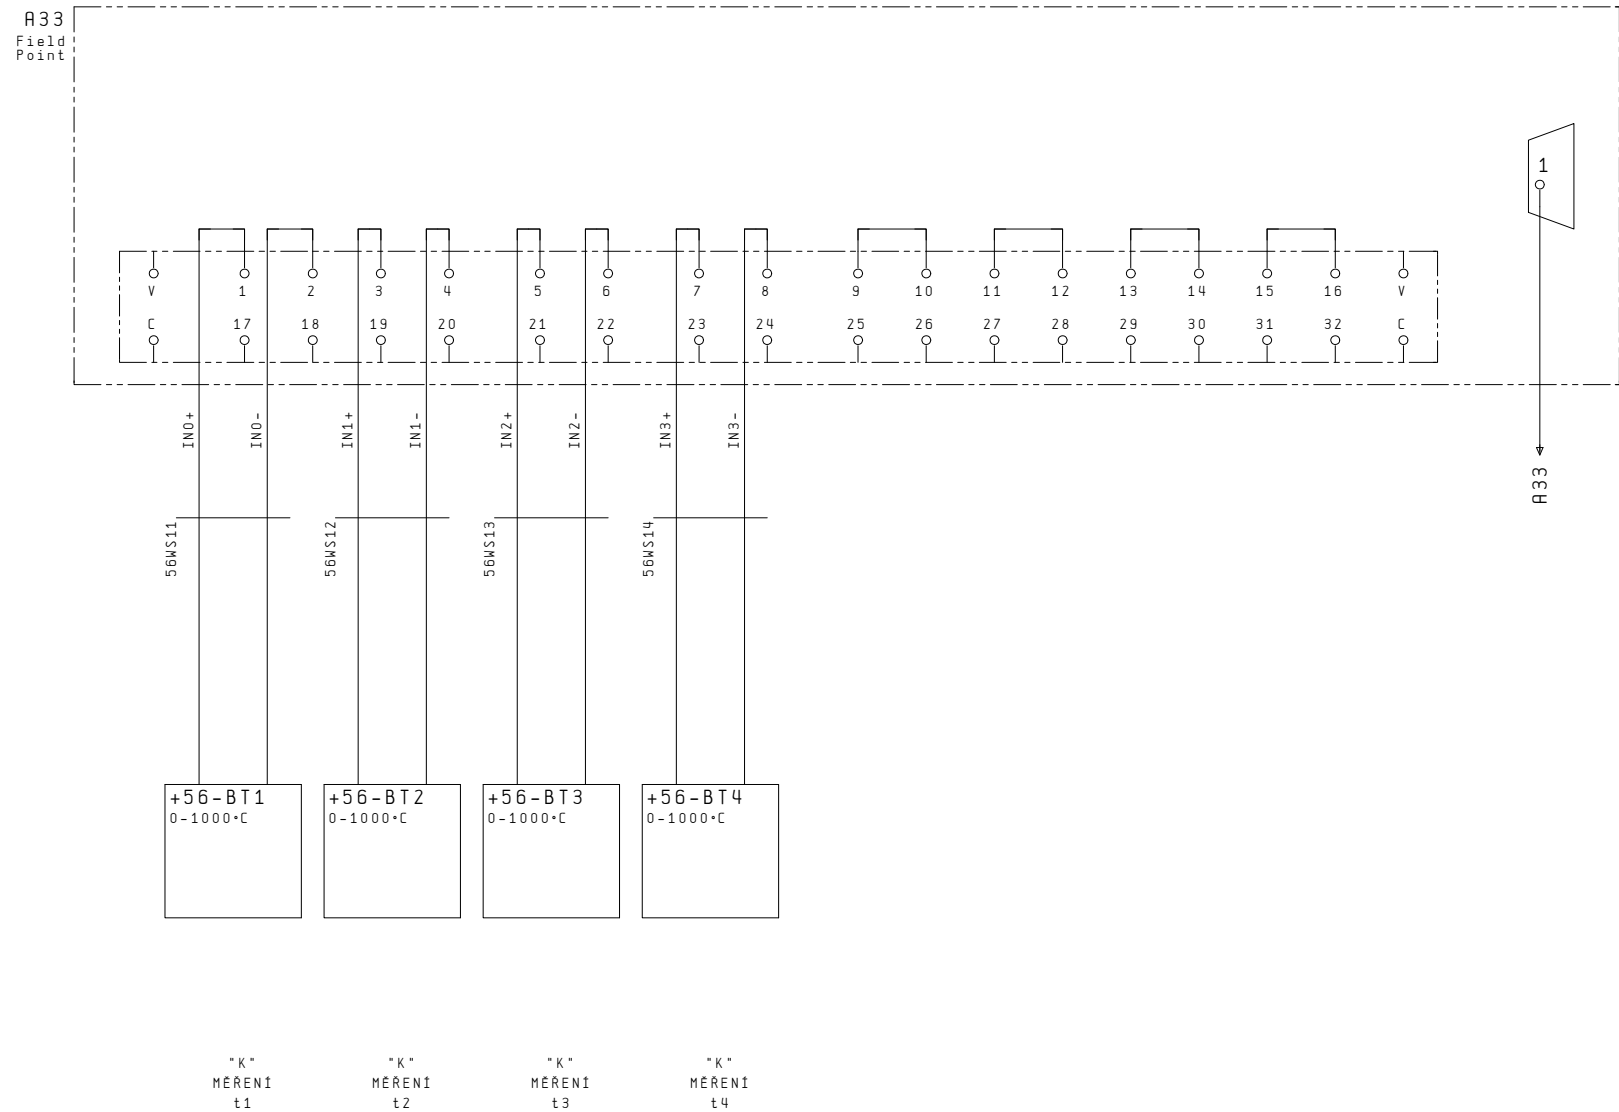 A33
Field
Point
1
V 1 2 3 4 5 6 7 8 9 10 11 12 13 14 15 16 V
C 17 18 19 20 21 22 23 24 25 26 27 28 29 30 31 32 C
IN0+ IN0- IN1+ IN1- IN2+ IN2- IN3+ IN3-
A33
56WS11 56WS12 56WS13 56WS14
+56-BT1 +56-BT2 +56-BT3 +56-BT4
0-1000°C 0-1000°C 0-1000°C 0-1000°C
"K" "K" "K" "K"
MĚŘENÍ MĚŘENÍ MĚŘENÍ MĚŘENÍ
t1 t2 t3 t4